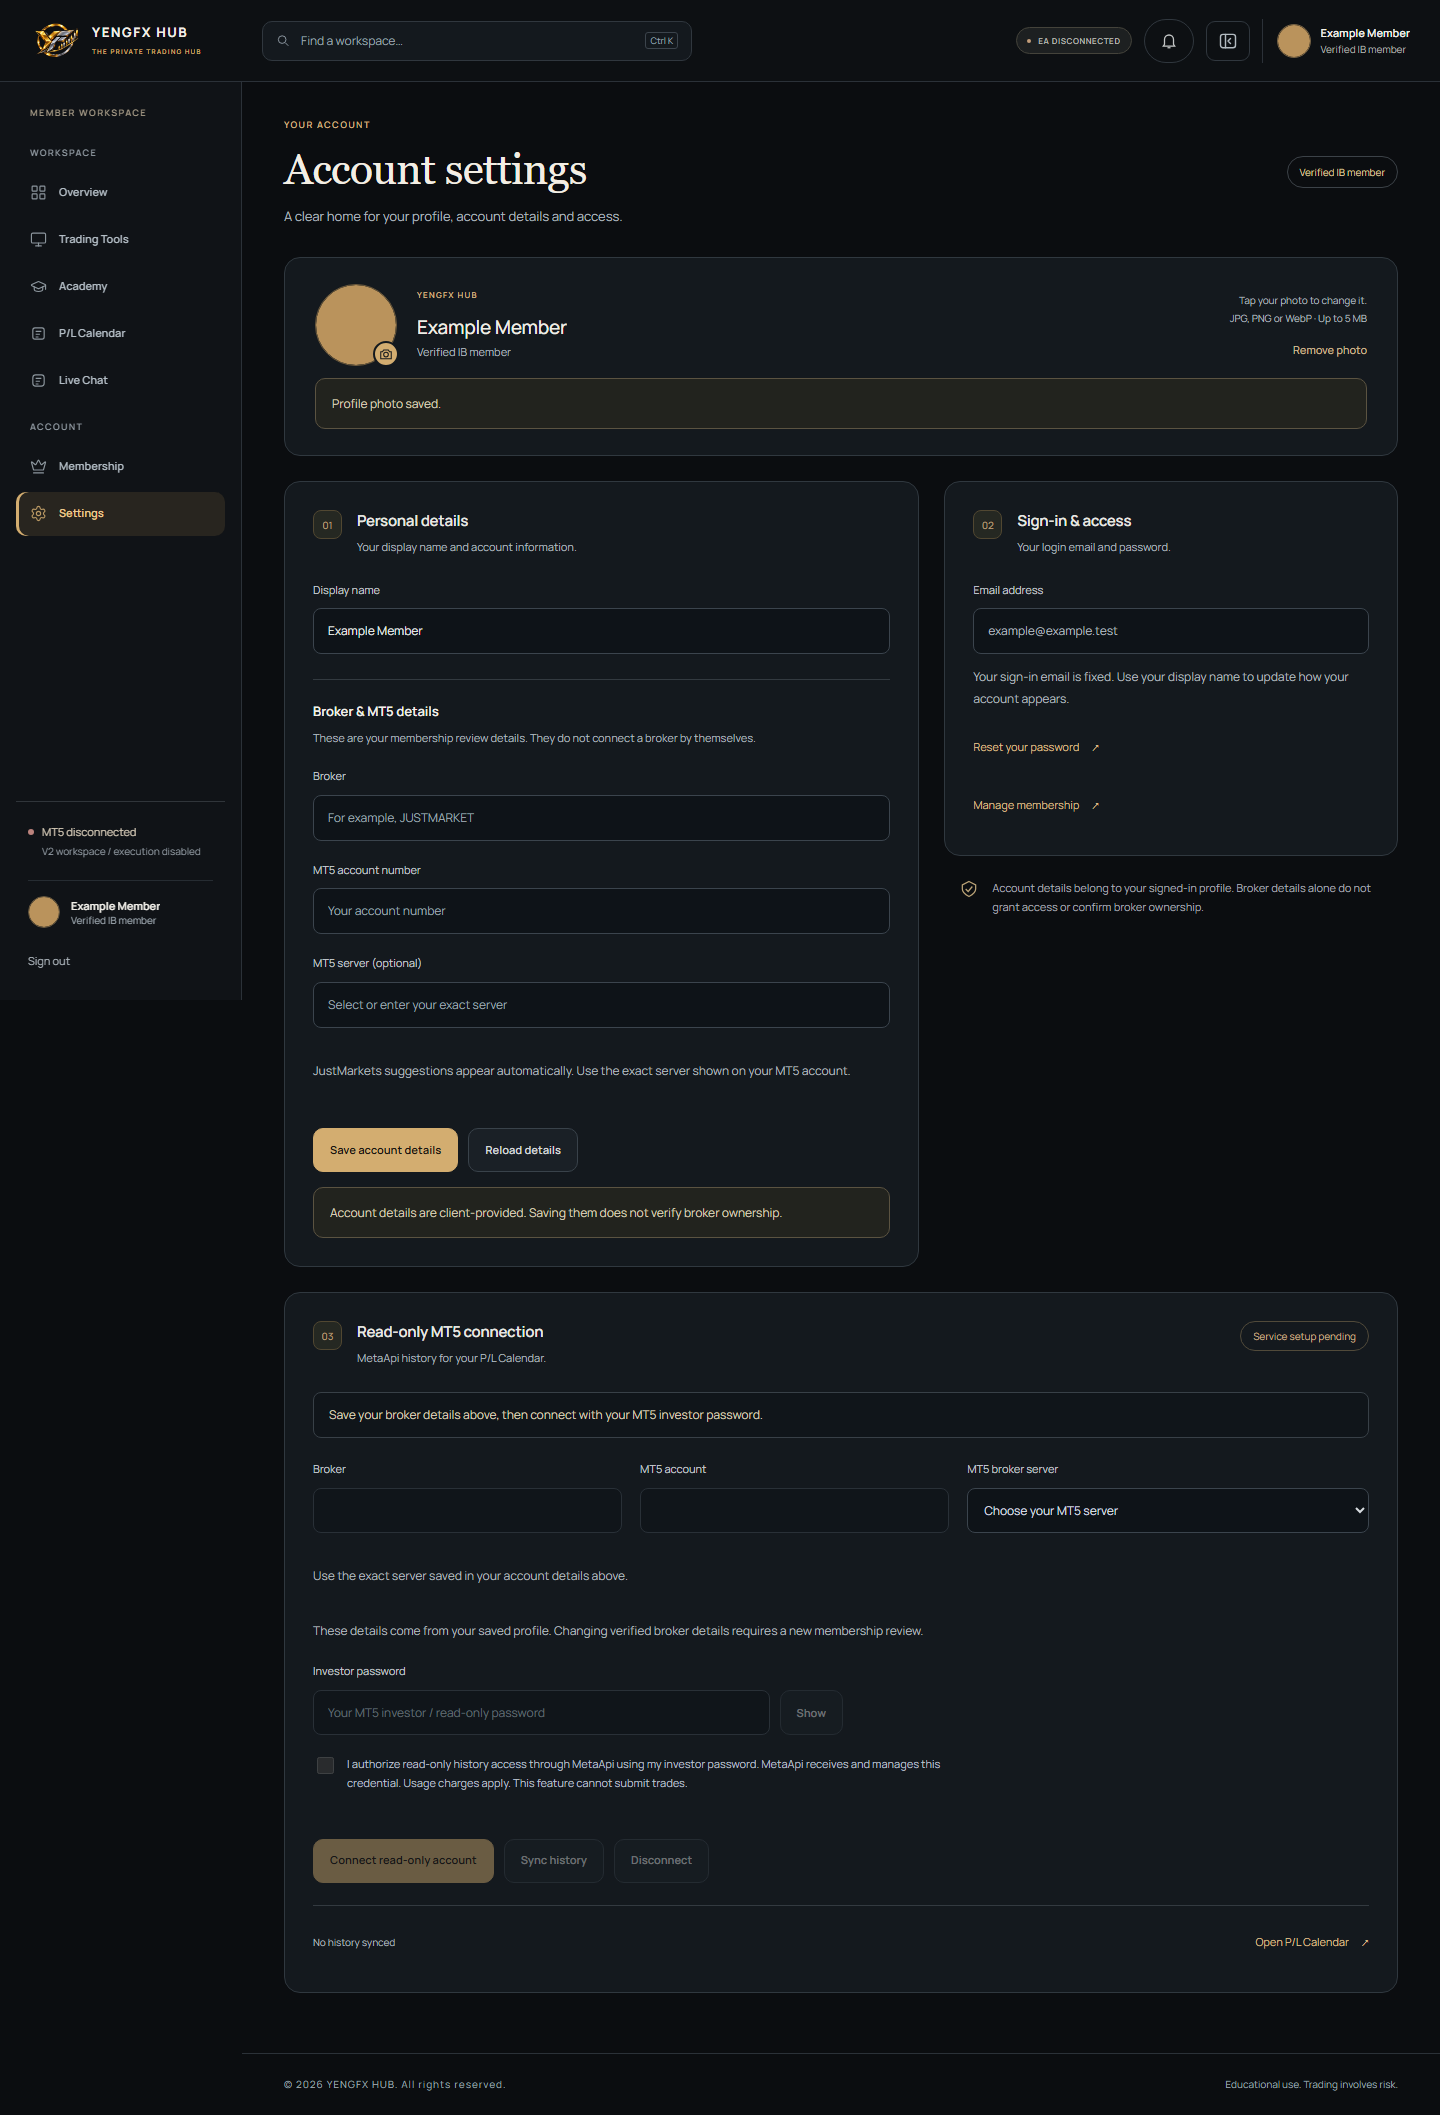 YENGFX HUB
THE PRIVATE TRADING HUB
Find a workspace...
Ctrl K
EA DISCONNECTED
Example Member
Verified IB member
MEMBER WORKSPACE
WORKSPACE
Overview
Trading Tools
Academy
P/L Calendar
Live Chat
ACCOUNT
Membership
Settings
MT5 disconnected
V2 workspace / execution disabled
Example Member
Verified IB member
Sign out
YOUR ACCOUNT
Account settings
A clear home for your profile, account details and access.
Verified IB member
YENGFX HUB
Example Member
Verified IB member
Tap your photo to change it.
JPG, PNG or WebP · Up to 5 MB
Remove photo
Profile photo saved.
01
Personal details
Your display name and account information.
Display name
Example Member
Broker & MT5 details
These are your membership review details. They do not connect a broker by themselves.
Broker
For example, JUSTMARKET
MT5 account number
Your account number
MT5 server (optional)
Select or enter your exact server
JustMarkets suggestions appear automatically. Use the exact server shown on your MT5 account.
Save account details
Reload details
Account details are client-provided. Saving them does not verify broker ownership.
02
Sign-in & access
Your login email and password.
Email address
example@example.test
Your sign-in email is fixed. Use your display name to update how your
account appears.
Reset your password ↗
Manage membership ↗
Account details belong to your signed-in profile. Broker details alone do not
grant access or confirm broker ownership.
03
Read-only MT5 connection
MetaApi history for your P/L Calendar.
Service setup pending
Save your broker details above, then connect with your MT5 investor password.
Broker
MT5 account
MT5 broker server
Choose your MT5 server
Use the exact server saved in your account details above.
These details come from your saved profile. Changing verified broker details requires a new membership review.
Investor password
Your MT5 investor / read-only password
Show
I authorize read-only history access through MetaApi using my investor password. MetaApi receives and manages this
credential. Usage charges apply. This feature cannot submit trades.
Connect read-only account
Sync history
Disconnect
No history synced
Open P/L Calendar ↗
© 2026 YENGFX HUB. All rights reserved.
Educational use. Trading involves risk.